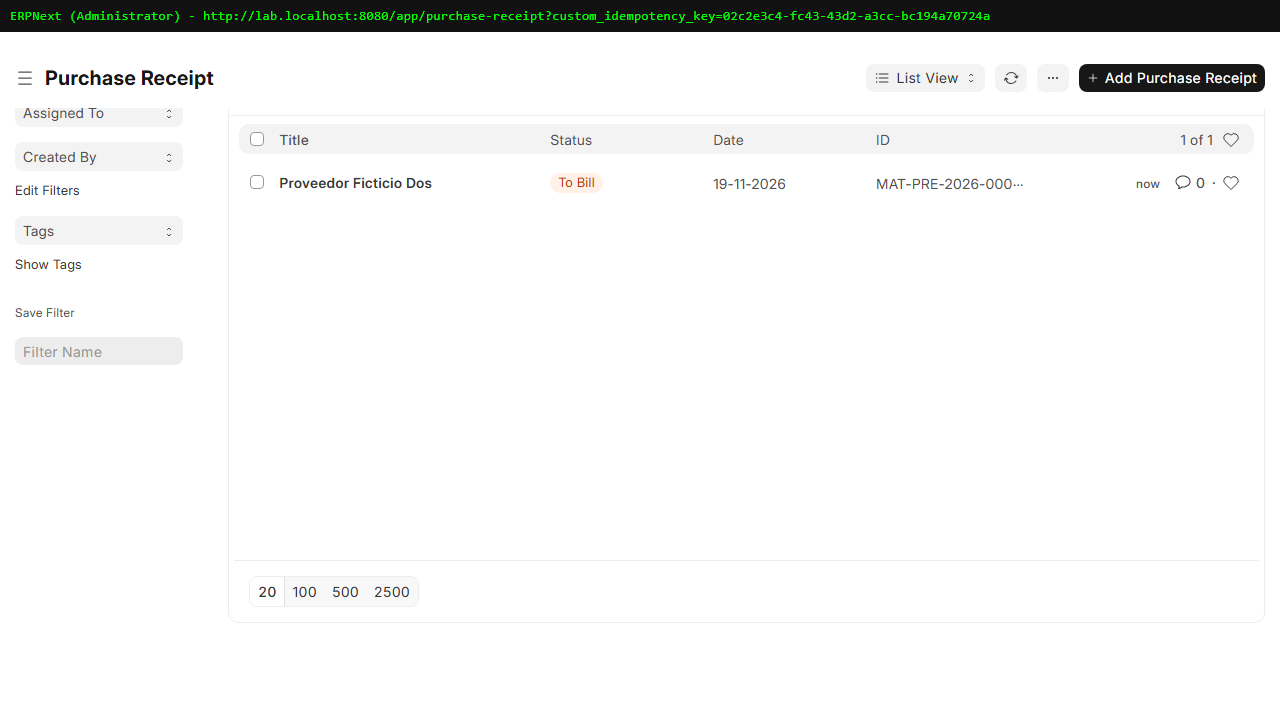 ERPNext (Administrator) - http://lab.localhost:8080/app/purchase-receipt?custom_idempotency_key=02c2e3c4-fc43-43d2-a3cc-bc194a70724a
Purchase Receipt
List View
Add Purchase Receipt
Assigned To
Created By
Edit Filters
Tags
Show Tags
Save Filter
Filter Name
Title Status Date ID 1 of 1
Proveedor Ficticio Dos To Bill 19-11-2026 MAT-PRE-2026-000... now 0 ·
20 100 500 2500